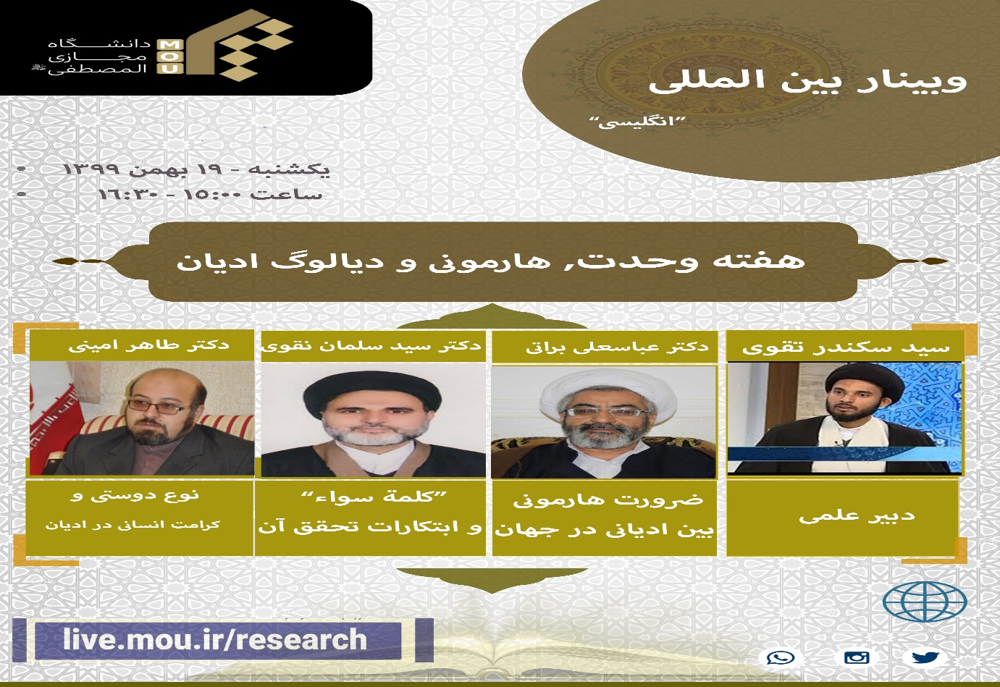 دانشگاه
مجازی
المصطفی ﷺ
MOU
وبینار بین المللی
”انگلیسی“
یکشنبه - ۱۹ بهمن ۱۳۹۹
ساعت ۱۵:۰۰ - ۱٦:۳۰
هفته وحدت, هارمونی و دیالوگ ادیان
سید سکندر تقوی
دبیر علمی
دکتر عباسعلی براتی
ضرورت هارمونی
بین ادیانی در جهان
دکتر سید سلمان نقوی
”كلمة سواء“
و ابتکارات تحقق آن
دکتر طاهر امینی
نوع دوستی و
کرامت انسانی در ادیان
live.mou.ir/research